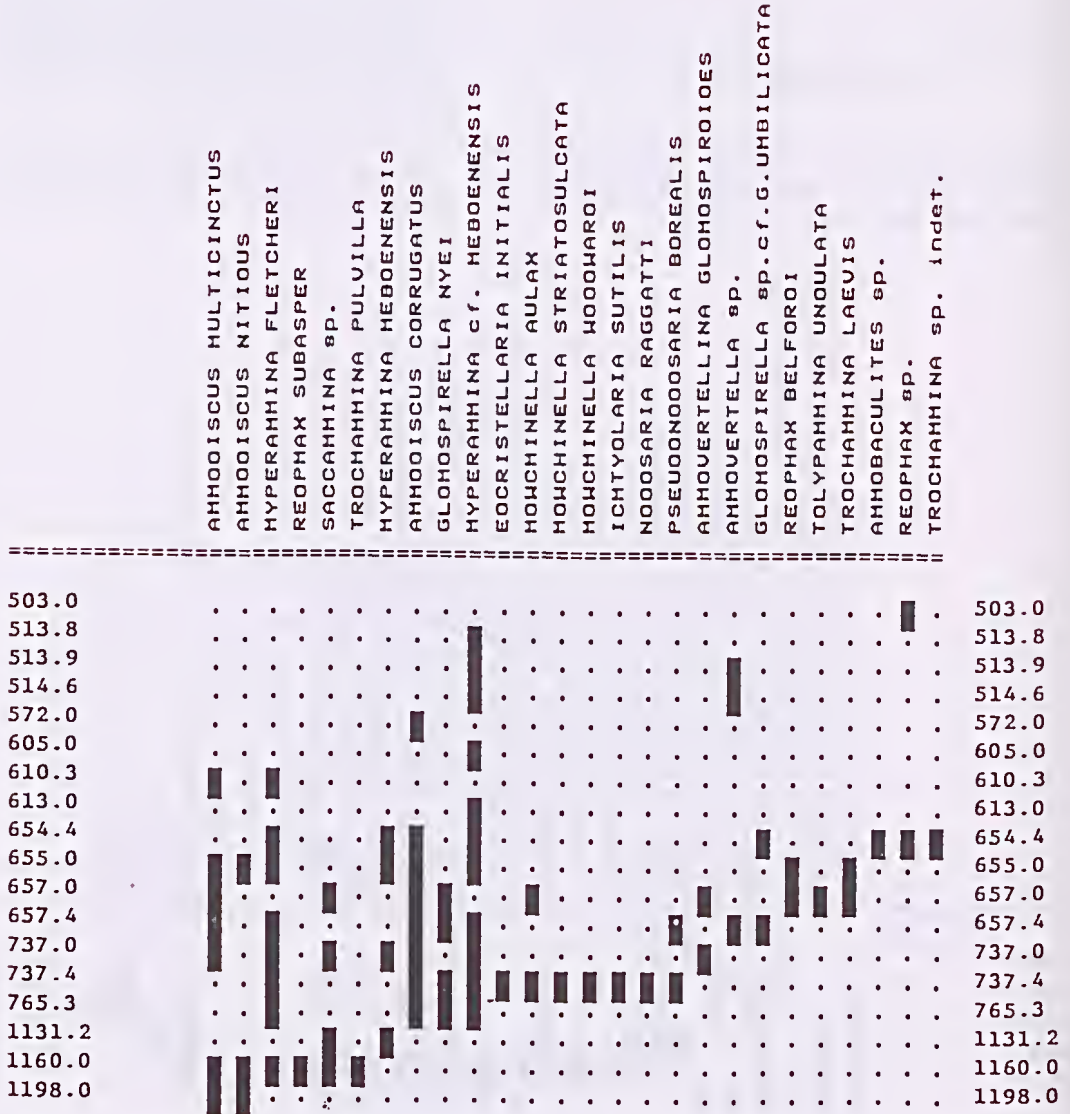 AMMODISCUS MULTICINCTUS
AMMODISCUS NITIDUS
HYPERAMMINA FLETCHERI
REOPHAX SUBASPER
SACCAMMINA sp.
TROCHAMMINA PULVILLA
HYPERAMMINA HEBDENENSIS
AMMODISCUS CORRUGATUS
GLOMOSPIRELLA NYEI
HYPERAMMINA cf. HEBDENENSIS
EOCRISTELLARIA INITIALIS
HOWCHINELLA AULAX
HOWCHINELLA STRIATOSULCATA
HOWCHINELLA WOODWARDI
ICHTYOLARIA SUTILIS
NODOSARIA RAGGATTI
PSEUDONODOSARIA BOREALIS
AMMOVERTELLINA GLOMOSPIROIDES
AMMOVERTELLA sp.
GLOMOSPIRELLA sp.cf.G.UMBILICATA
REOPHAX BELFORDI
TOLYPAMMINA UNDULATA
TROCHAMMINA LAEVIS
AMMOBACULITES sp.
REOPHAX sp.
TROCHAMMINA sp. indet.
503.0 503.0
513.8 513.8
513.9 513.9
514.6 514.6
572.0 572.0
605.0 605.0
610.3 610.3
613.0 613.0
654.4 654.4
655.0 655.0
657.0 657.0
657.4 657.4
737.0 737.0
737.4 737.4
765.3 765.3
1131.2 1131.2
1160.0 1160.0
1198.0 1198.0